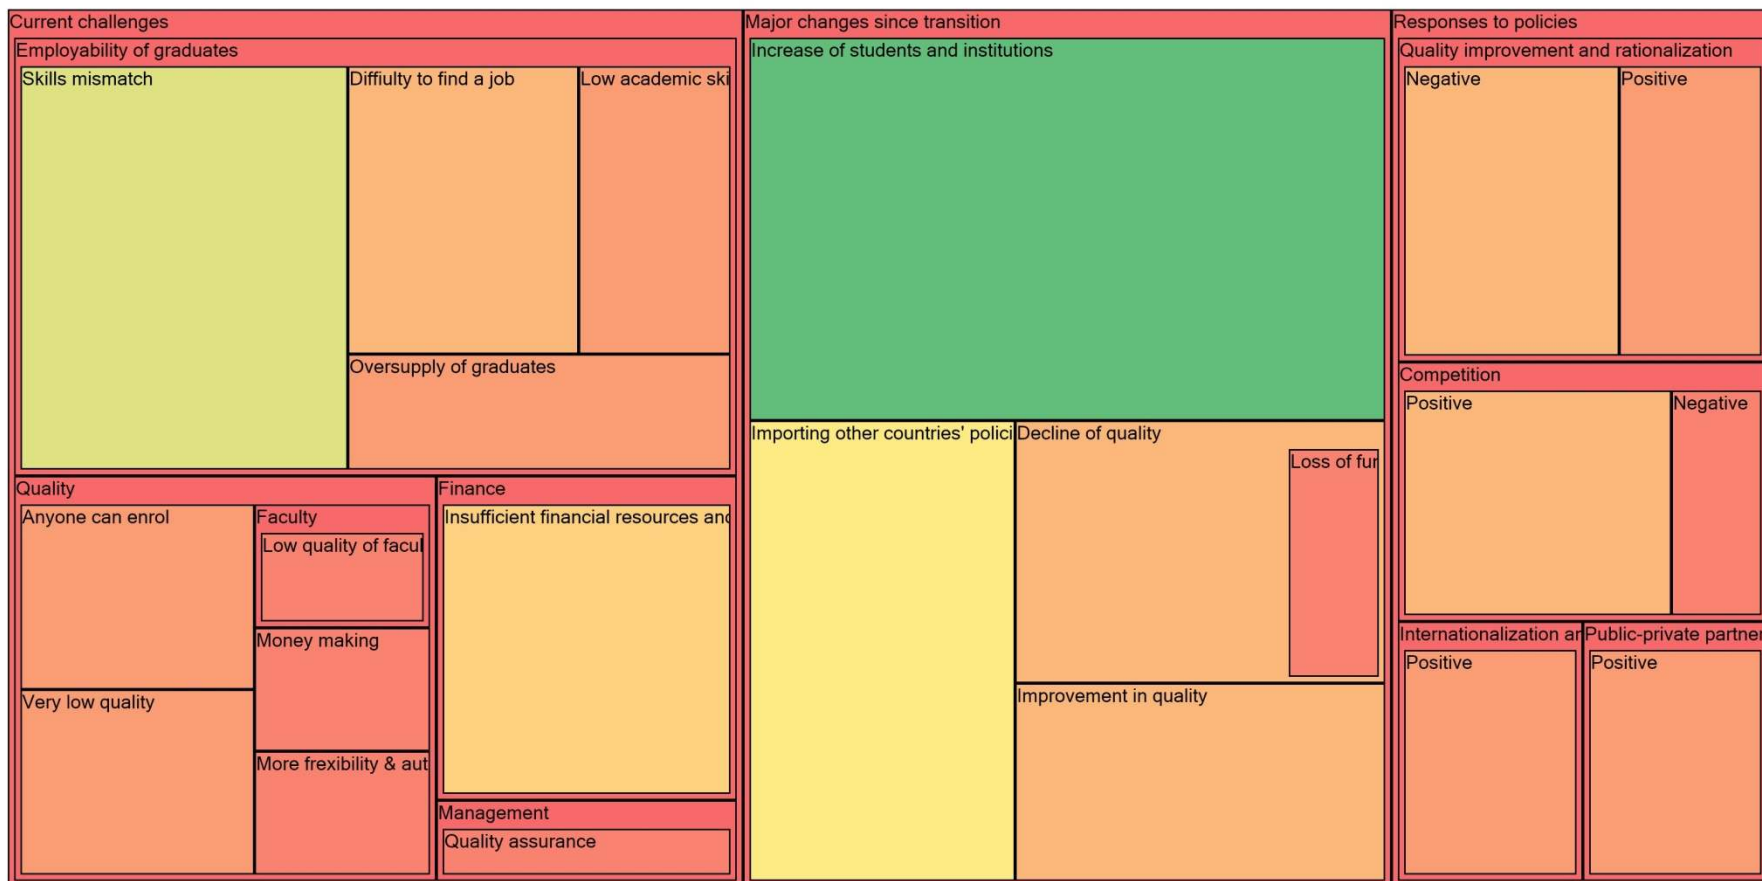 Current challenges
Employability of graduates
Skills mismatch
Diffiulty to find a job
Low academic ski
Oversupply of graduates
Quality
Anyone can enrol
Faculty
Low quality of facul
Very low quality
Money making
More frexibility & aut
Finance
Insufficient financial resources and
Management
Quality assurance
Major changes since transition
Increase of students and institutions
Importing other countries' polici
Decline of quality
Loss of fur
Improvement in quality
Responses to policies
Quality improvement and rationalization
Negative
Positive
Competition
Positive
Negative
Internationalization ar
Positive
Public-private partner
Positive